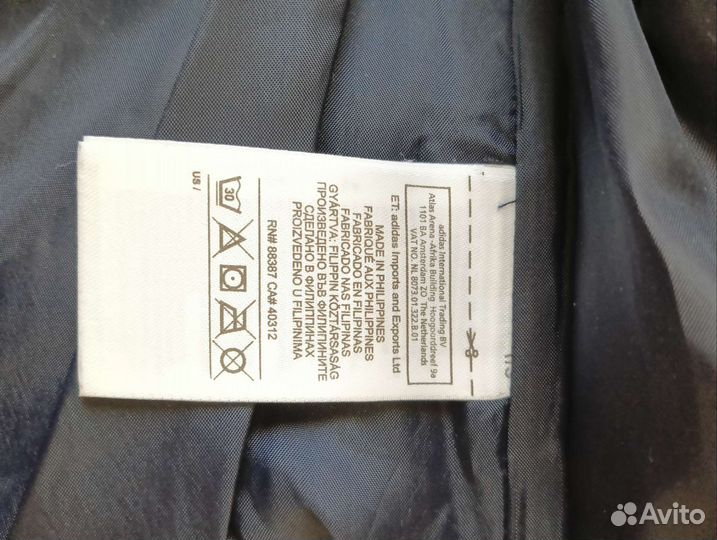 adidas International Trading BV
Atlas Arena -Afrika Building Hoogoorddreef 9a
1101 BA Amsterdam ZO The Netherlands
VAT NO. NL 8073.01.322.B.01
ET: adidas Imports and Exports Ltd
MADE IN PHILIPPINES
FABRIQUÉ AUX PHILIPPINES
FABRICADO EN FILIPINAS
FABRICADO NAS FILIPINAS
GYÁRTVA: FILIPPIN KÖZTÁRSASÁG
ПРОИЗВЕДЕНО ВЪВ ФИЛИПИНИТЕ
СДЕЛАНО В ФИЛИППИНАХ
PROIZVEDENO U FILIPINIMA
RN# 88387 CA# 40312
30
US /
Avito